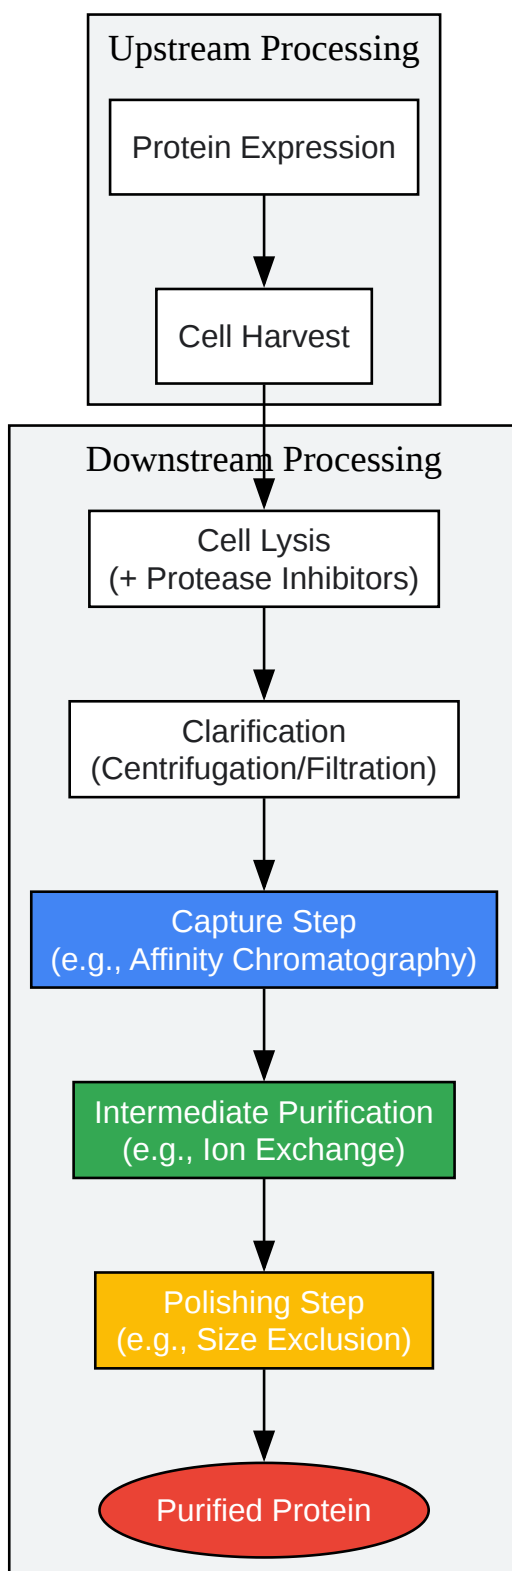 Upstream Processing
Protein Expression
Cell Harvest
Downstream Processing
Cell Lysis
(+ Protease Inhibitors)
Clarification
(Centrifugation/Filtration)
Capture Step
(e.g., Affinity Chromatography)
Intermediate Purification
(e.g., Ion Exchange)
Polishing Step
(e.g., Size Exclusion)
Purified Protein